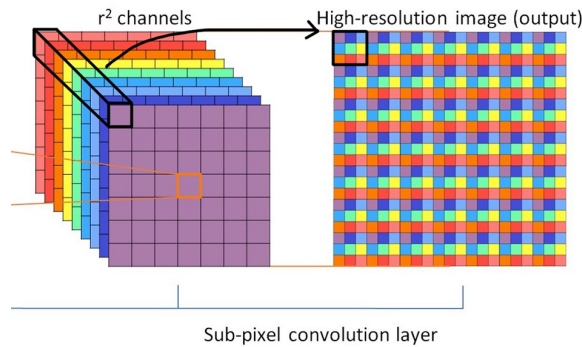 r² channels
High-resolution image (output)
Sub-pixel convolution layer